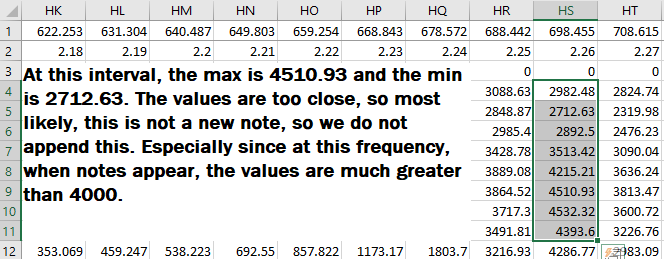 HK HL HM HN HO HP HQ HR HS HT
1 622.253 631.304 640.487 649.803 659.254 668.843 678.572 688.442 698.455 708.615
2 2.18 2.19 2.2 2.21 2.22 2.23 2.24 2.25 2.26 2.27
3 0 0 0
At this interval, the max is 4510.93 and the min
4 3088.63 2982.48 2824.74
is 2712.63. The values are too close, so most
5 2848.87 2712.63 2319.98
likely, this is not a new note, so we do not
6 2985.4 2892.5 2476.23
append this. Especially since at this frequency,
7 3428.78 3513.42 3090.04
when notes appear, the values are much greater
8 3889.08 4215.21 3636.24
than 4000.
9 3864.52 4510.93 3813.47
10 3717.3 4532.32 3600.72
11 3491.81 4393.6 3226.76
12 353.069 459.247 538.223 692.55 857.822 1173.17 1803.7 3216.93 4286.77